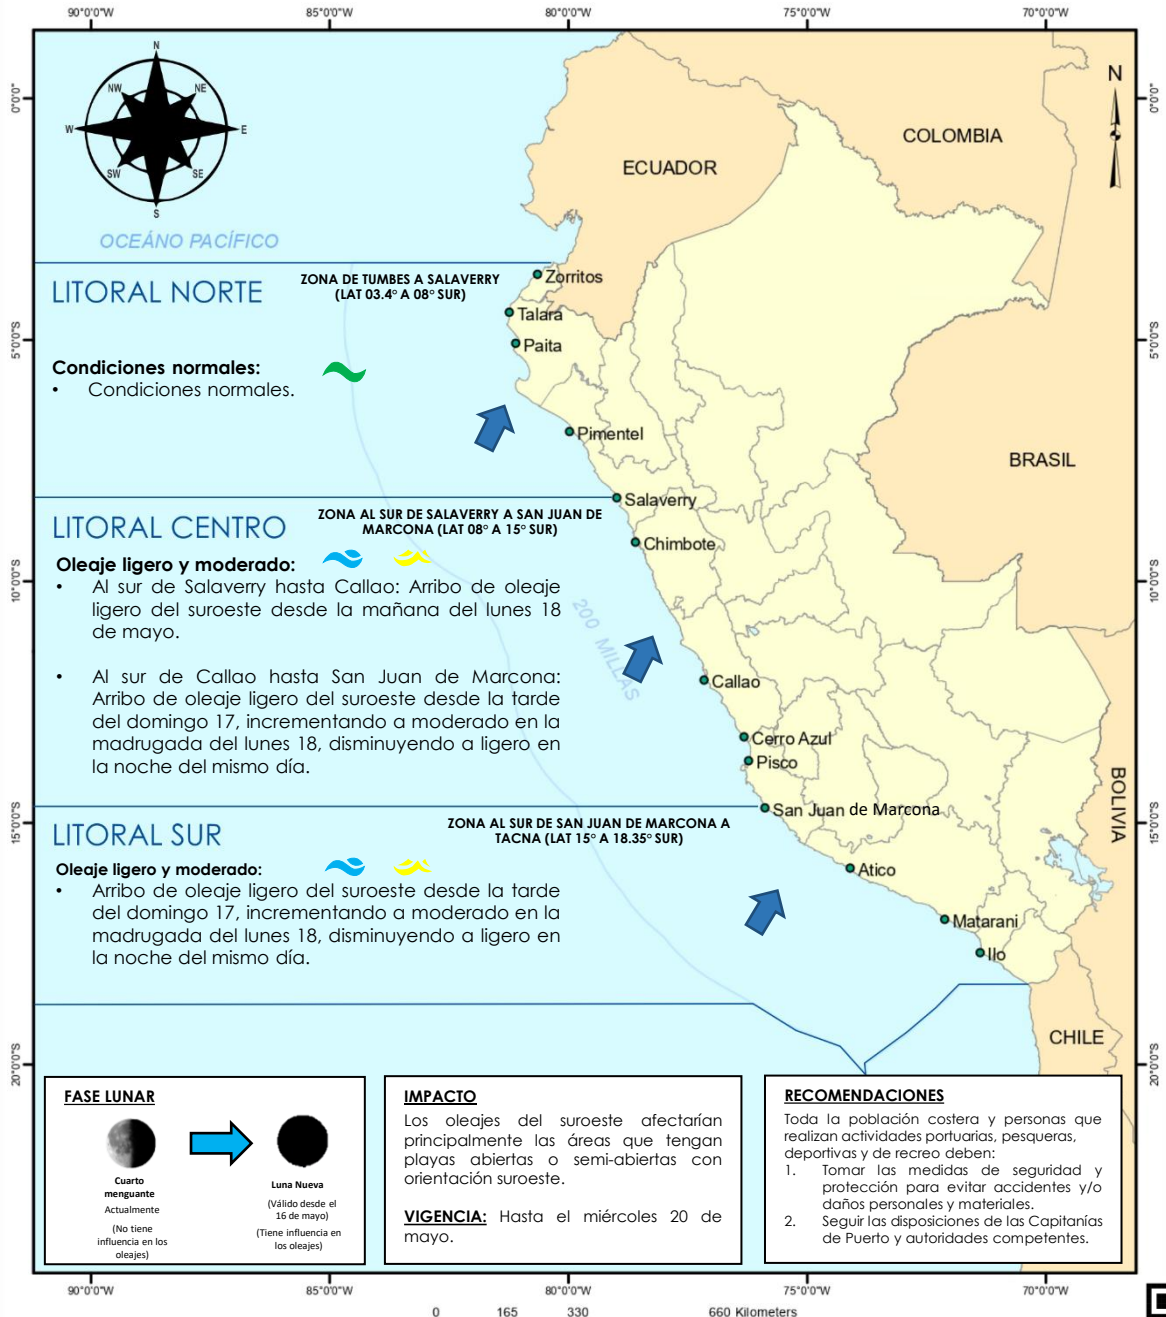 90°0'0"W 85°0'0"W 80°0'0"W 75°0'0"W 70°0'0"W
0°0'0" 0°0'0"
5°0'0"S 5°0'0"S
10°0'0"S 10°0'0"S
15°0'0"S 15°0'0"S
20°0'0"S 20°0'0"S
N
NW NE
W E
SW SE
S
N
COLOMBIA
ECUADOR
BRASIL
BOLIVIA
CHILE
OCEÁNO PACÍFICO
200 MILLAS
LITORAL NORTE
ZONA DE TUMBES A SALAVERRY
(LAT 03.4° A 08° SUR)
Condiciones normales:
• Condiciones normales.
Zorritos
Talara
Paita
Pimentel
Salaverry
Chimbote
Callao
Cerro Azul
Pisco
San Juan de Marcona
Atico
Matarani
Ilo
LITORAL CENTRO
ZONA AL SUR DE SALAVERRY A SAN JUAN DE
MARCONA (LAT 08° A 15° SUR)
Oleaje ligero y moderado:
• Al sur de Salaverry hasta Callao: Arribo de oleaje
ligero del suroeste desde la mañana del lunes 18
de mayo.
• Al sur de Callao hasta San Juan de Marcona:
Arribo de oleaje ligero del suroeste desde la tarde
del domingo 17, incrementando a moderado en la
madrugada del lunes 18, disminuyendo a ligero en
la noche del mismo día.
LITORAL SUR
ZONA AL SUR DE SAN JUAN DE MARCONA A
TACNA (LAT 15° A 18.35° SUR)
Oleaje ligero y moderado:
• Arribo de oleaje ligero del suroeste desde la tarde
del domingo 17, incrementando a moderado en la
madrugada del lunes 18, disminuyendo a ligero en
la noche del mismo día.
FASE LUNAR
Cuarto
menguante
Actualmente
(No tiene
influencia en los
oleajes)
Luna Nueva
(Válido desde el
16 de mayo)
(Tiene influencia en
los oleajes)
IMPACTO
Los oleajes del suroeste afectarían
principalmente las áreas que tengan
playas abiertas o semi-abiertas con
orientación suroeste.
VIGENCIA: Hasta el miércoles 20 de
mayo.
RECOMENDACIONES
Toda la población costera y personas que
realizan actividades portuarias, pesqueras,
deportivas y de recreo deben:
1. Tomar las medidas de seguridad y
protección para evitar accidentes y/o
daños personales y materiales.
2. Seguir las disposiciones de las Capitanías
de Puerto y autoridades competentes.
90°0'0"W 85°0'0"W 80°0'0"W 75°0'0"W 70°0'0"W
0 165 330 660 Kilometers